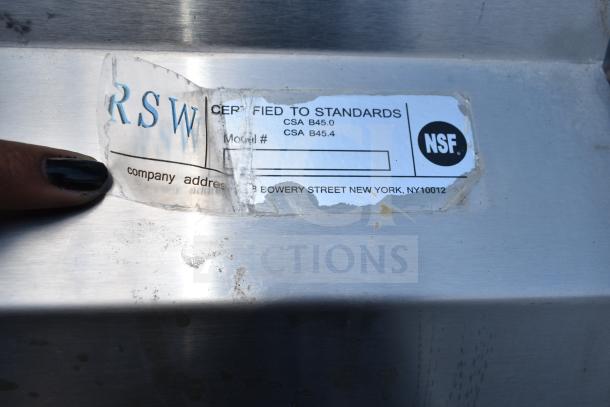 RSW
CERTIFIED TO STANDARDS
CSA B45.0
CSA B45.4
Model #
NSF
company address
BOWERY STREET NEW YORK, NY10012
AUCTIONS